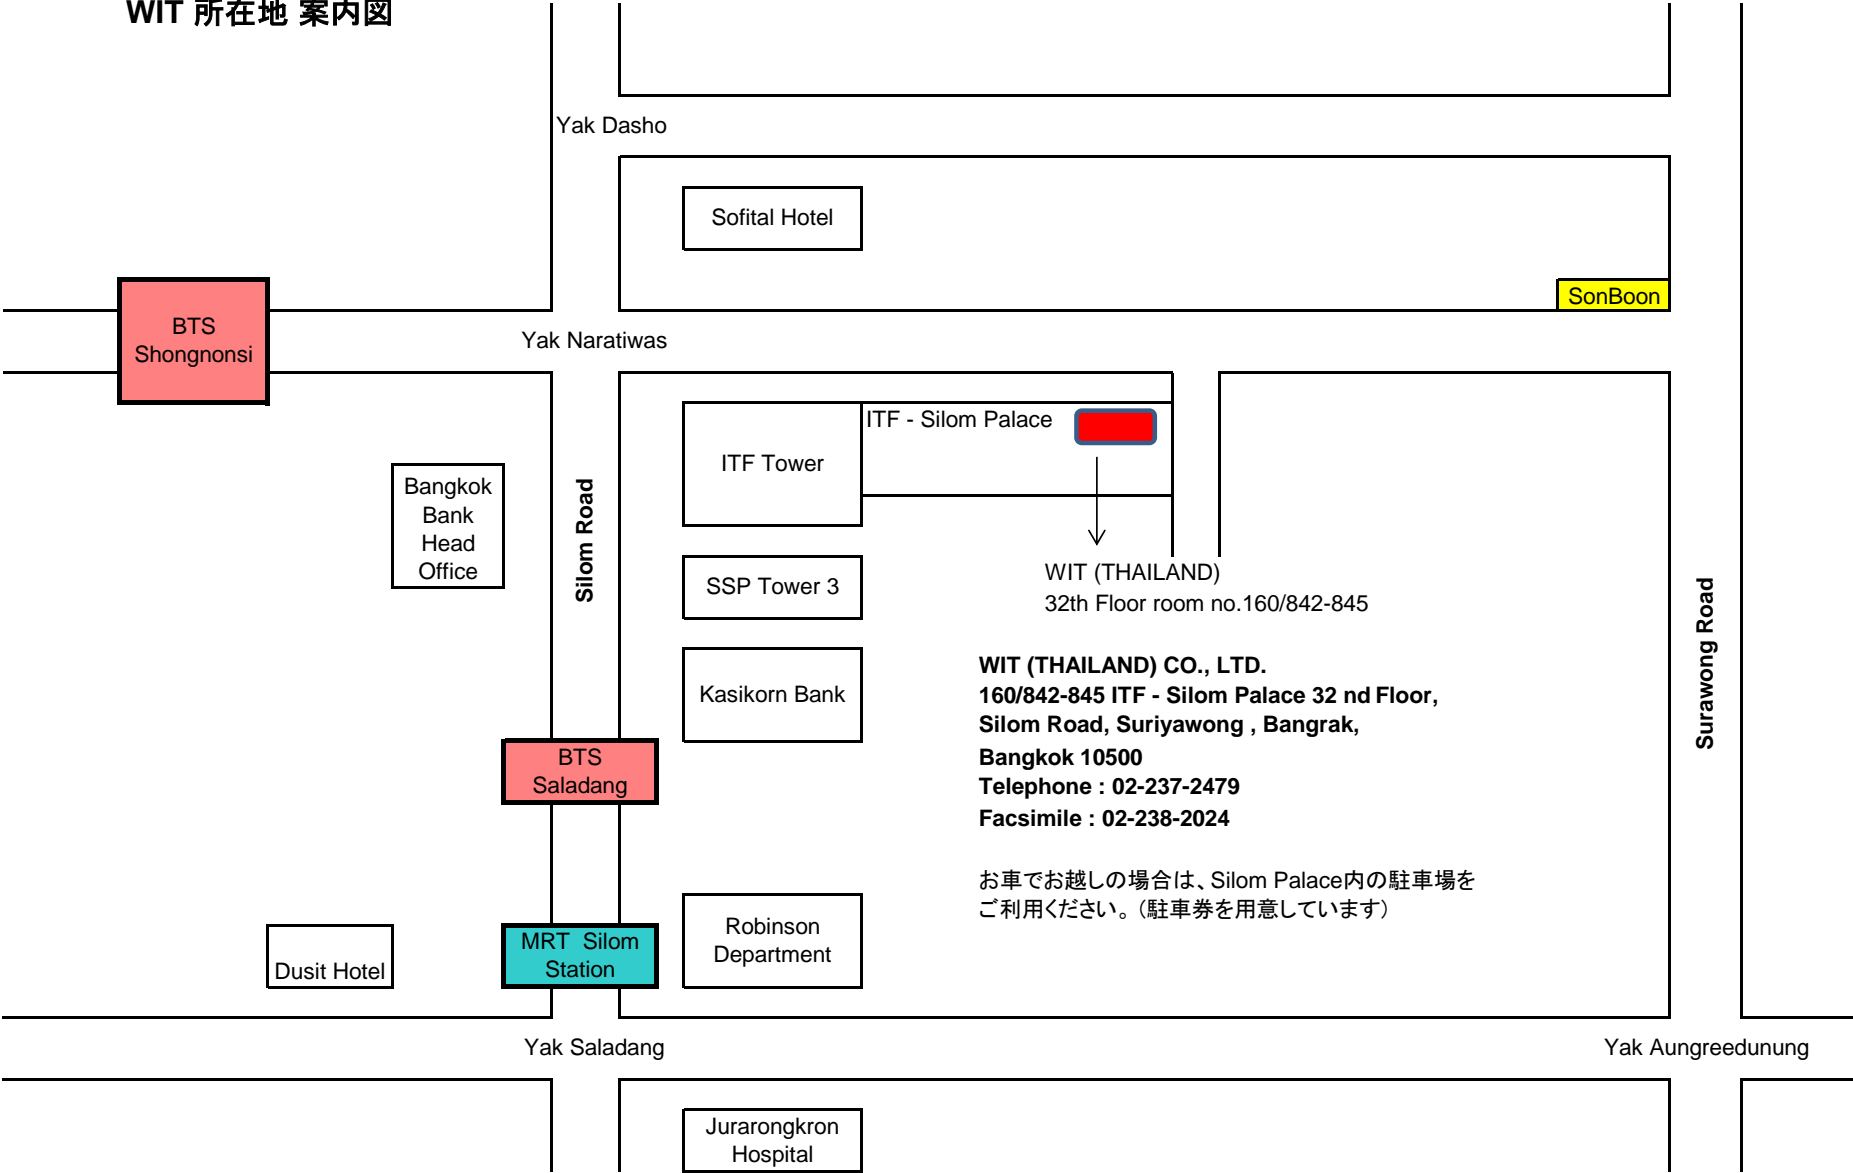 WIT 所在地 案内図
Yak Dasho
Sofital Hotel
SonBoon
BTS
Shongnonsi
Yak Naratiwas
ITF - Silom Palace
ITF Tower
Bangkok
Bank
Head
Office
Silom Road
SSP Tower 3
WIT (THAILAND)
32th Floor room no.160/842-845
Surawong Road
Kasikorn Bank
WIT (THAILAND) CO., LTD.
160/842-845 ITF - Silom Palace 32 nd Floor,
Silom Road, Suriyawong , Bangrak,
Bangkok 10500
Telephone : 02-237-2479
Facsimile : 02-238-2024
BTS
Saladang
お車でお越しの場合は、Silom Palace内の駐車場を
ご利用ください。（駐車券を用意しています）
Robinson
Department
MRT Silom
Station
Dusit Hotel
Yak Saladang
Yak Aungreedunung
Jurarongkron
Hospital